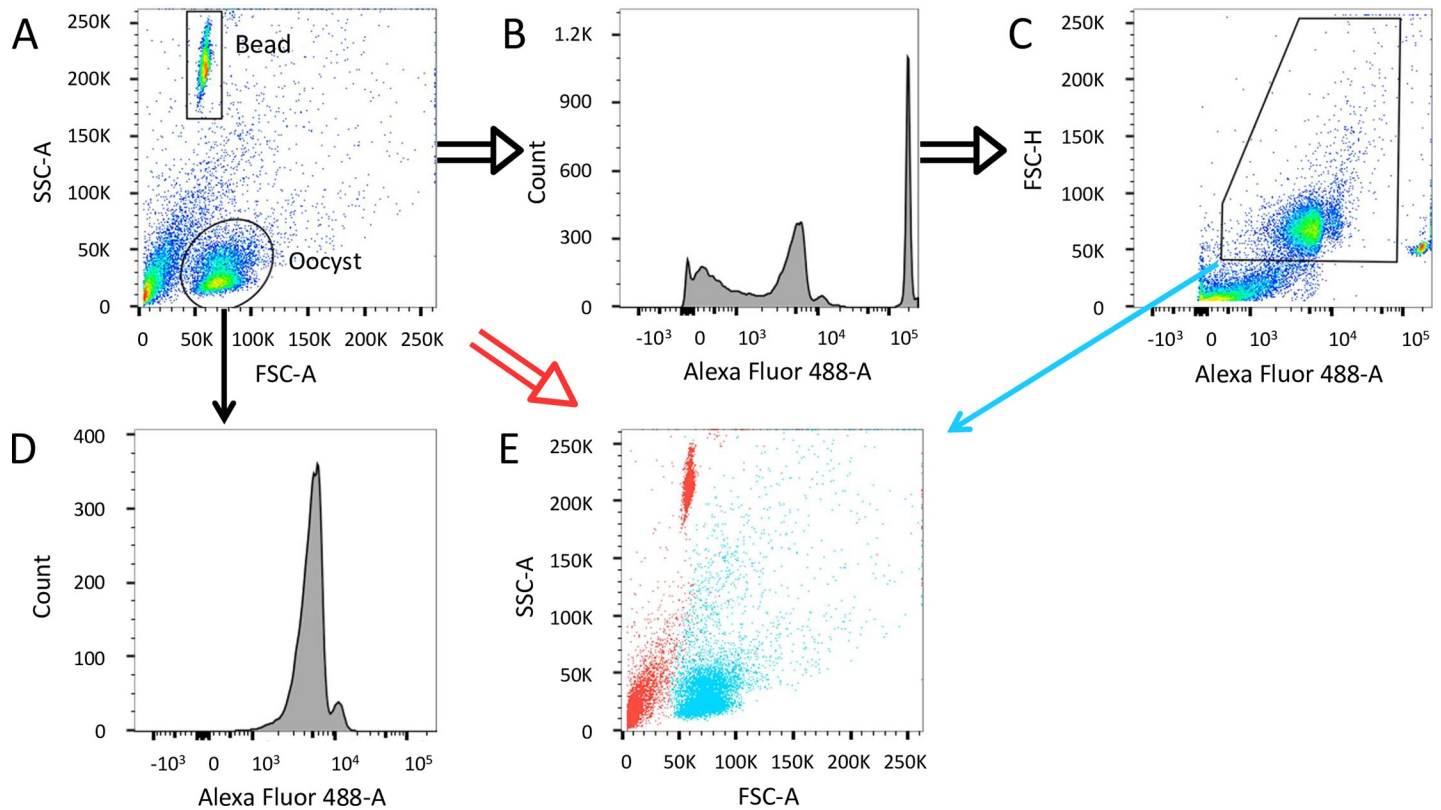 A
SSC-A
250K
200K
150K
100K
50K
0
Bead
Oocyst
0 50K 100K 150K 200K 250K
FSC-A
B
Count
1.2K
900
600
300
0
-10³ 0 10³ 10⁴ 10⁵
Alexa Fluor 488-A
C
FSC-H
250K
200K
150K
100K
50K
0
-10³ 0 10³ 10⁴ 10⁵
Alexa Fluor 488-A
D
Count
400
300
200
100
0
-10³ 0 10³ 10⁴ 10⁵
Alexa Fluor 488-A
E
SSC-A
250K
200K
150K
100K
50K
0
0 50K 100K 150K 200K 250K
FSC-A